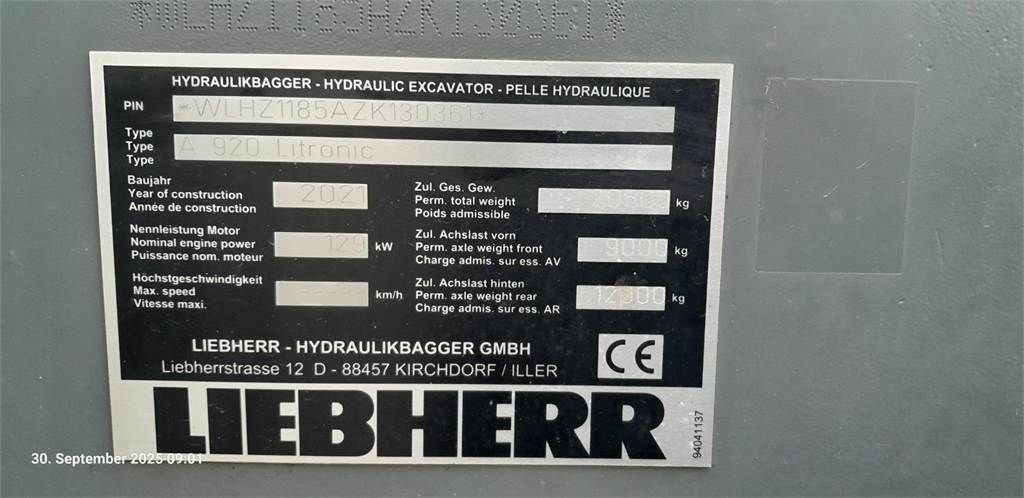 *WLHZ1185AZK130361*
HYDRAULIKBAGGER - HYDRAULIC EXCAVATOR - PELLE HYDRAULIQUE
PIN *WLHZ1185AZK130361*
Type
Type A 920 Litronic
Type
Baujahr
Year of construction 2021
Année de construction
Nennleistung Motor
Nominal engine power 129 kW
Puissance nom. moteur
Höchstgeschwindigkeit
Max. speed ----- km/h
Vitesse maxi.
Zul. Ges. Gew.
Perm. total weight kg
Poids admissible
Zul. Achslast vorn
Perm. axle weight front 9000 kg
Charge admis. sur ess. AV
Zul. Achslast hinten
Perm. axle weight rear 12000 kg
Charge admis. sur ess. AR
LIEBHERR - HYDRAULIKBAGGER GMBH
Liebherrstrasse 12 D - 88457 KIRCHDORF / ILLER
CE
LIEBHERR
94041137
30. September 2025 09:01